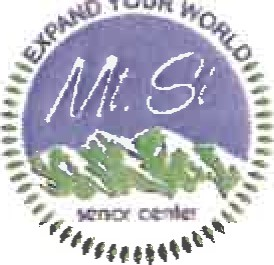 EXPAND YOUR WORLD
Mt. Si
senior center